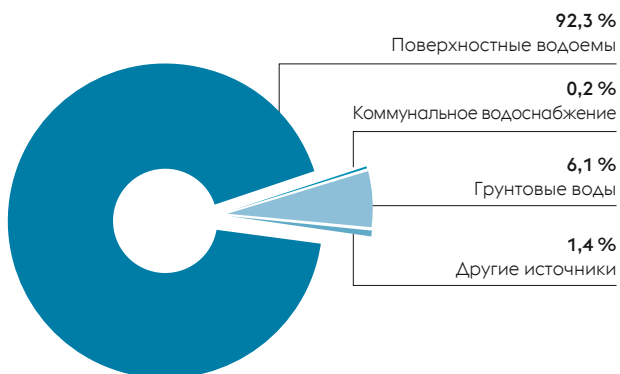 92,3 %
Поверхностные водоемы
0,2 %
Коммунальное водоснабжение
6,1 %
Грунтовые воды
1,4 %
Другие источники